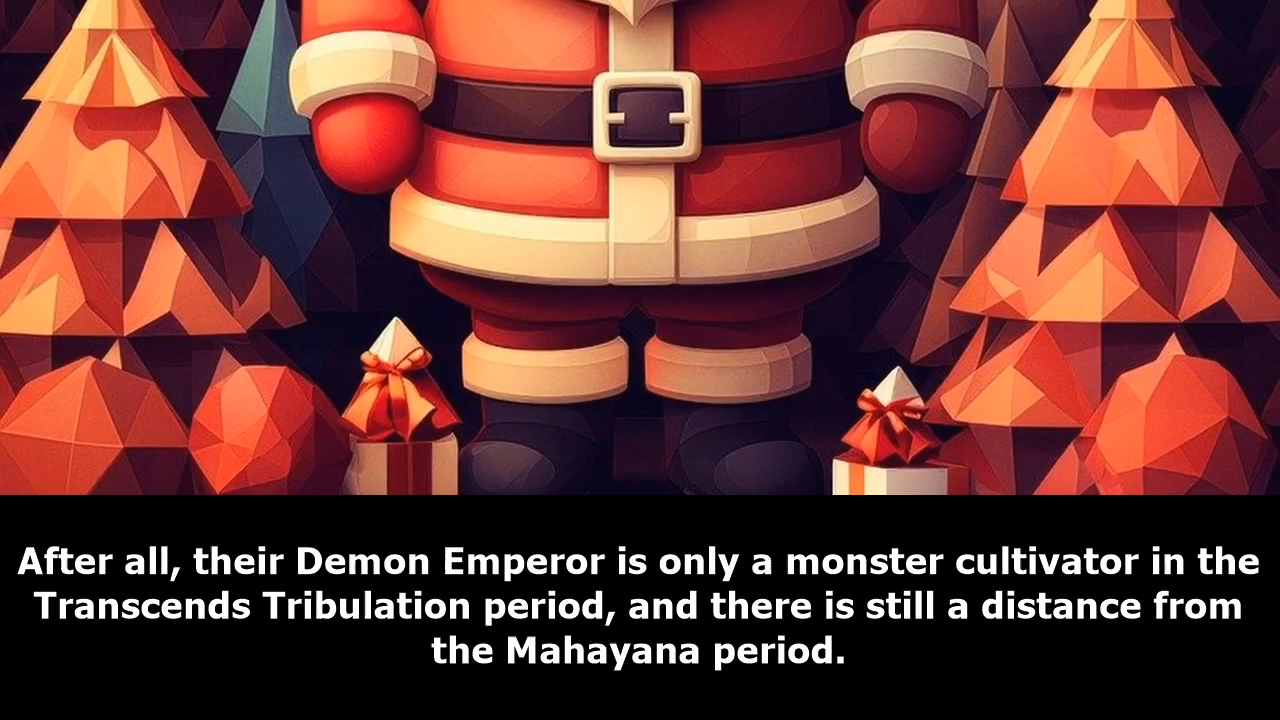 After all, their Demon Emperor is only a monster cultivator in the
Transcends Tribulation period, and there is still a distance from
the Mahayana period.